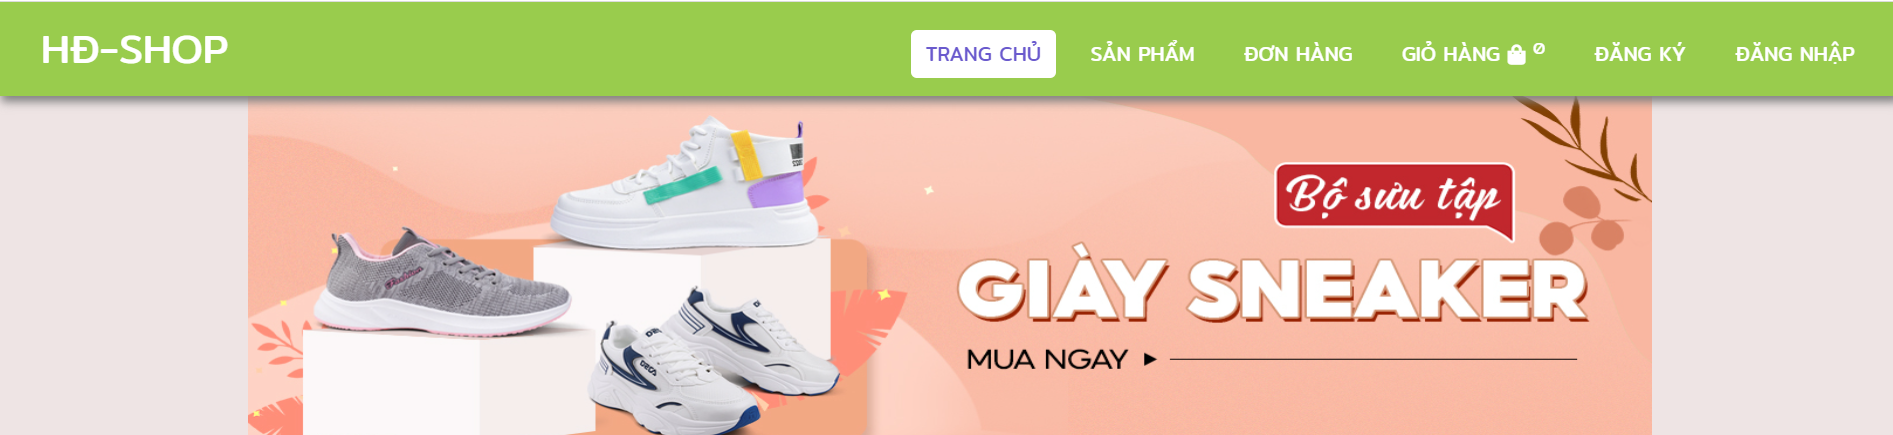 HĐ-SHOP
TRANG CHỦ SẢN PHẨM ĐƠN HÀNG GIỎ HÀNG 0 ĐĂNG KÝ ĐĂNG NHẬP
Bộ sưu tập
GIÀY SNEAKER
MUA NGAY